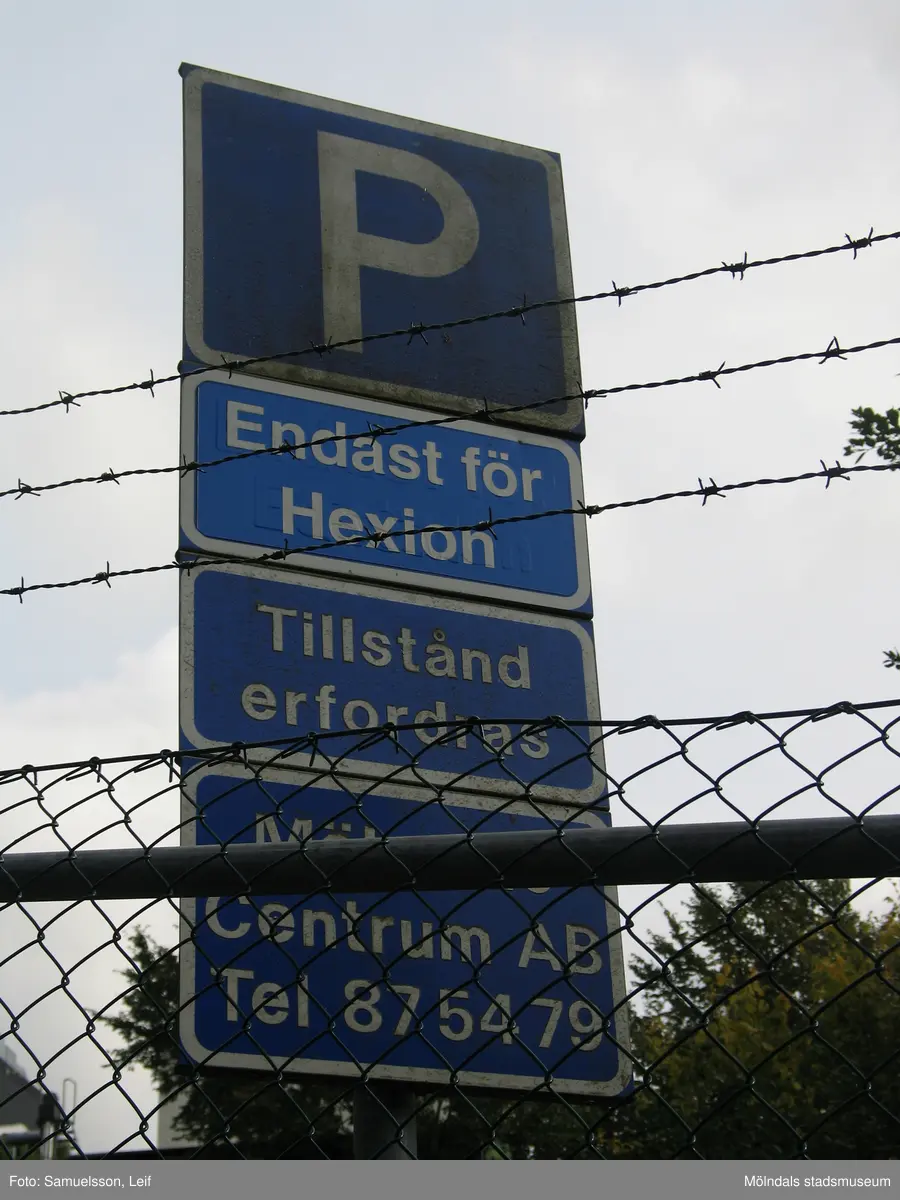 P
Endast för
Hexion
Tillstånd
erfordras
Centrum AB
Tel 87 54 79
Foto: Samuelsson, Leif
Mölndals stadsmuseum